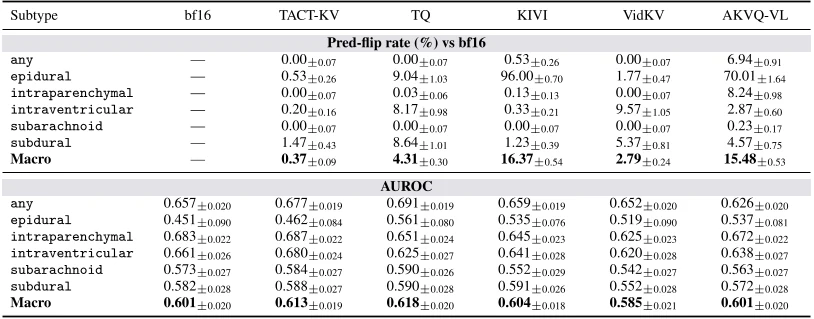 Subtype bf16 TACT-KV TQ KIVI VidKV AKVQ-VL
Pred-flip rate (%) vs bf16
any — 0.00±0.07 0.00±0.07 0.53±0.26 0.00±0.07 6.94±0.91
epidural — 0.53±0.26 9.04±1.03 96.00±0.70 1.77±0.47 70.01±1.64
intraparenchymal — 0.00±0.07 0.03±0.06 0.13±0.13 0.00±0.07 8.24±0.98
intraventricular — 0.20±0.16 8.17±0.98 0.33±0.21 9.57±1.05 2.87±0.60
subarachnoid — 0.00±0.07 0.00±0.07 0.00±0.07 0.00±0.07 0.23±0.17
subdural — 1.47±0.43 8.64±1.01 1.23±0.39 5.37±0.81 4.57±0.75
Macro — 0.37±0.09 4.31±0.30 16.37±0.54 2.79±0.24 15.48±0.53
AUROC
any 0.657±0.020 0.677±0.019 0.691±0.019 0.659±0.019 0.652±0.020 0.626±0.020
epidural 0.451±0.090 0.462±0.084 0.561±0.080 0.535±0.076 0.519±0.090 0.537±0.081
intraparenchymal 0.683±0.022 0.687±0.022 0.651±0.024 0.645±0.023 0.625±0.023 0.672±0.022
intraventricular 0.661±0.026 0.680±0.024 0.625±0.027 0.641±0.028 0.620±0.028 0.638±0.027
subarachnoid 0.573±0.027 0.584±0.027 0.590±0.026 0.552±0.029 0.542±0.027 0.563±0.027
subdural 0.582±0.028 0.588±0.027 0.590±0.028 0.591±0.026 0.552±0.028 0.572±0.028
Macro 0.601±0.020 0.613±0.019 0.618±0.020 0.604±0.018 0.585±0.021 0.601±0.020